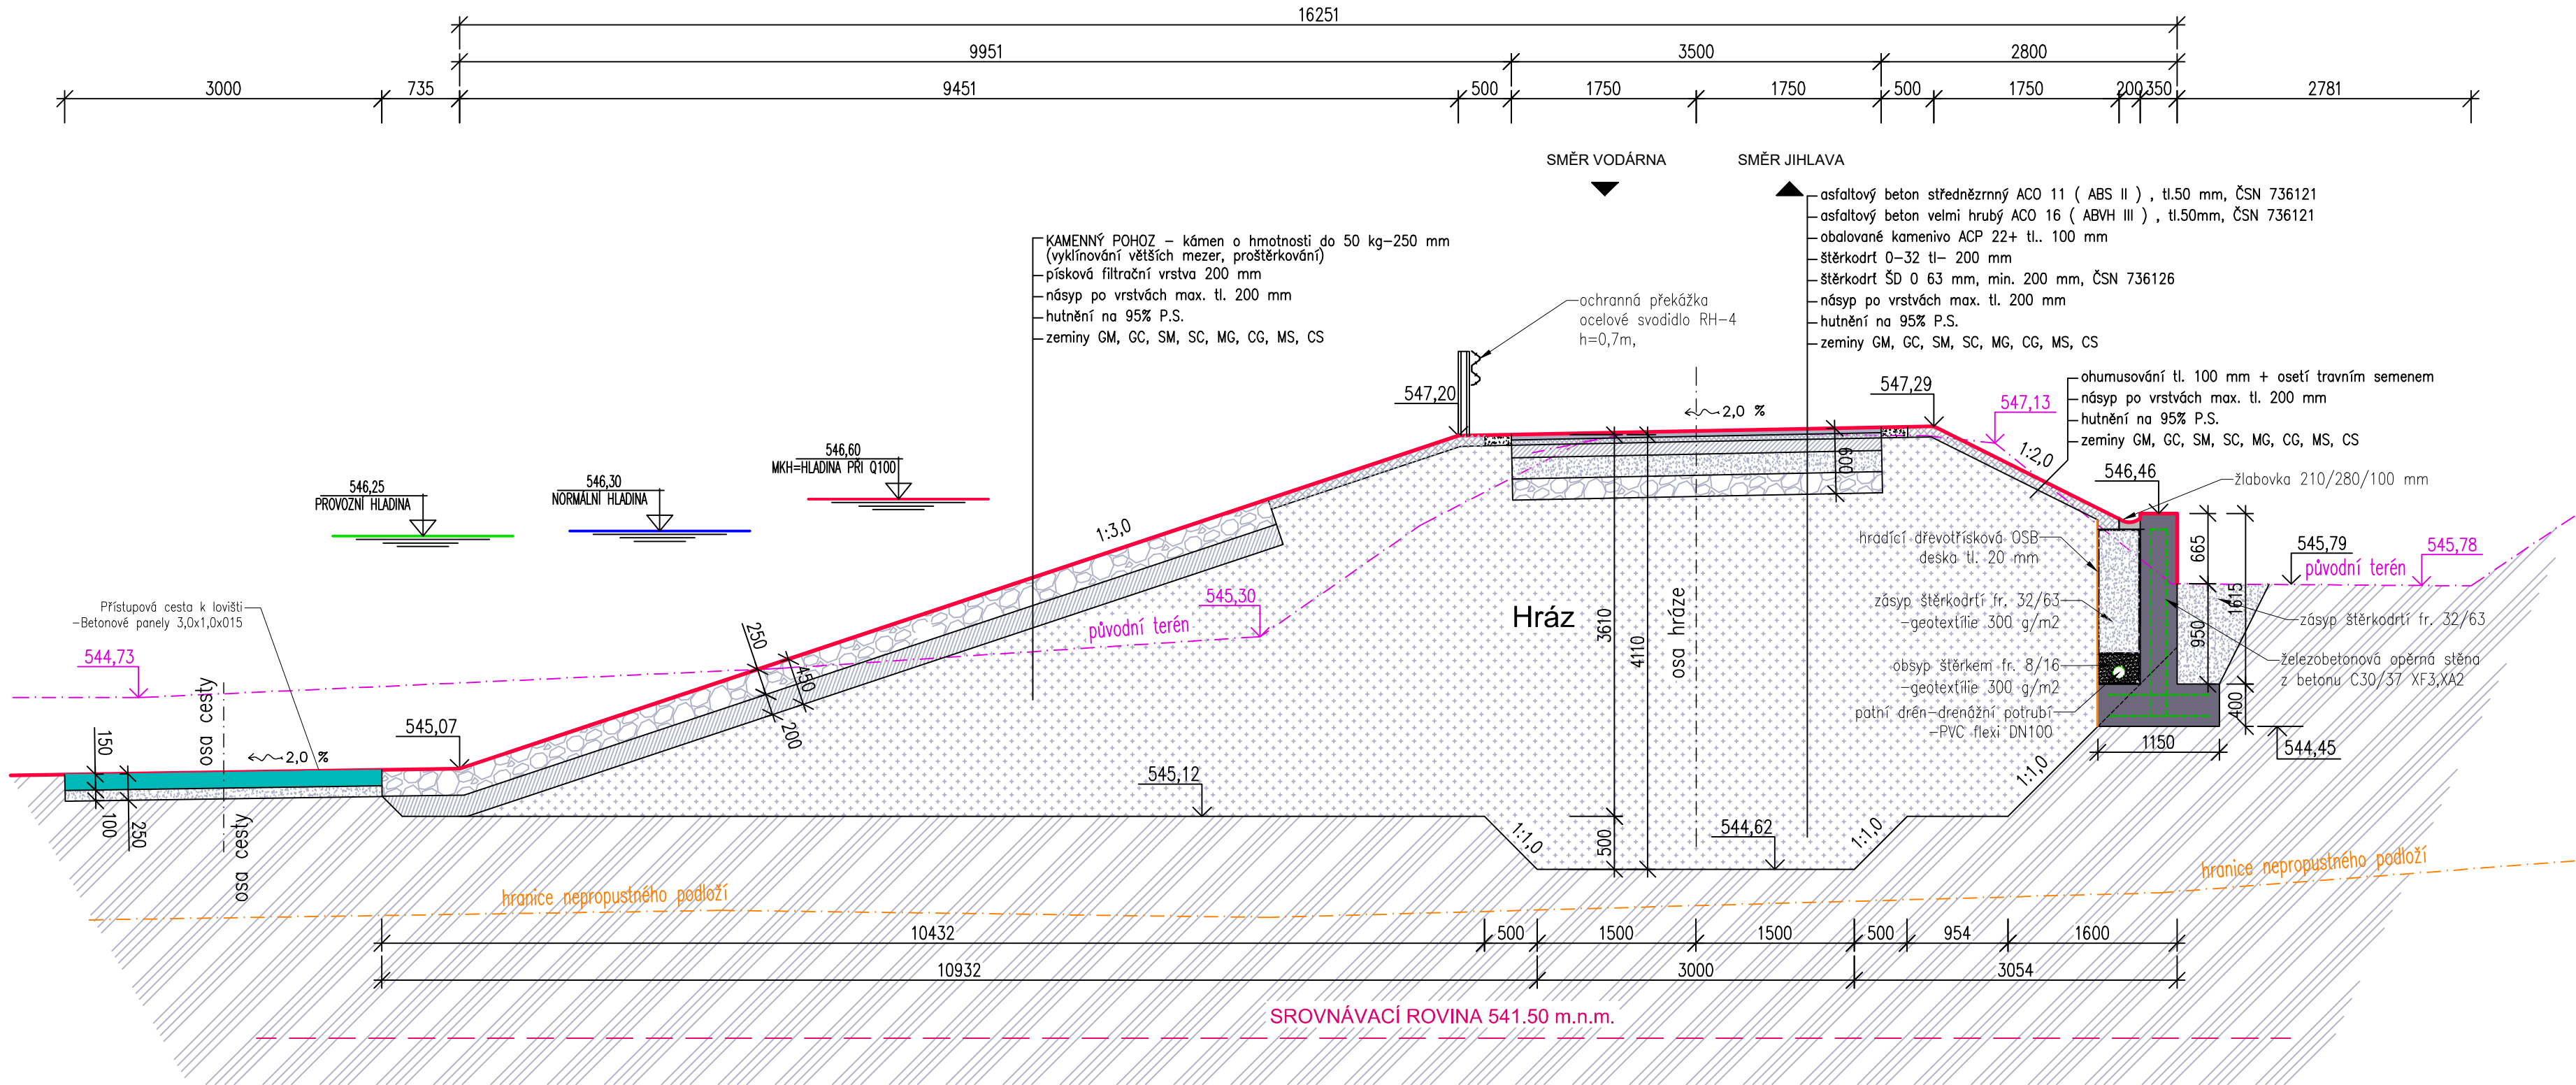 16251
9951 3500 2800
3000 735 9451 500 1750 1750 500 1750 200 350 2781
SMĚR VODÁRNA
SMĚR JIHLAVA
asfaltový beton střednězrnný ACO 11 ( ABS II ) , tl.50 mm, ČSN 736121
asfaltový beton velmi hrubý ACO 16 ( ABVH III ) , tl.50mm, ČSN 736121
obalované kamenivo ACP 22+ tl.. 100 mm
štěrkodrť 0-32 tl- 200 mm
štěrkodrť ŠD 0 63 mm, min. 200 mm, ČSN 736126
násyp po vrstvách max. tl. 200 mm
hutnění na 95% P.S.
zeminy GM, GC, SM, SC, MG, CG, MS, CS
KAMENNÝ POHOZ – kámen o hmotnosti do 50 kg-250 mm
(vyklínování větších mezer, proštěrkování)
písková filtrační vrstva 200 mm
násyp po vrstvách max. tl. 200 mm
hutnění na 95% P.S.
zeminy GM, GC, SM, SC, MG, CG, MS, CS
ochranná překážka
ocelové svodidlo RH-4
h=0,7m,
ohumusování tl. 100 mm + osetí travním semenem
násyp po vrstvách max. tl. 200 mm
hutnění na 95% P.S.
zeminy GM, GC, SM, SC, MG, CG, MS, CS
547,20
2,0 %
547,29
547,13
1:2,0
546,46
žlabovka 210/280/100 mm
600
546,60
MKH=HLADINA PŘI Q100
546,30
NORMÁLNÍ HLADINA
546,25
PROVOZNÍ HLADINA
1:3,0
hradící dřevotřísková OSB
deska tl. 20 mm
665
1615
545,79
545,78
původní terén
545,30
původní terén
Hráz
3610
4110
osa hráze
zásyp štěrkodrtí fr. 32/63
-geotextílie 300 g/m2
950
zásyp štěrkodrtí fr. 32/63
Přístupová cesta k lovišti
-Betonové panely 3,0x1,0x015
544,73
250
450
200
obsyp štěrkem fr. 8/16
-geotextílie 300 g/m2
železobetonová opěrná stěna
z betonu C30/37 XF3,XA2
patní drén-drenážní potrubí
-PVC flexi DN100
400
osa cesty
545,07
2,0 %
150
100
250
osa cesty
545,12
1:1,0
1150
544,45
1:1,0
500
544,62
1:1,0
hranice nepropustného podloží
hranice nepropustného podloží
10432 500 1500 1500 500 954 1600
10932 3000 3054
SROVNÁVACÍ ROVINA 541.50 m.n.m.